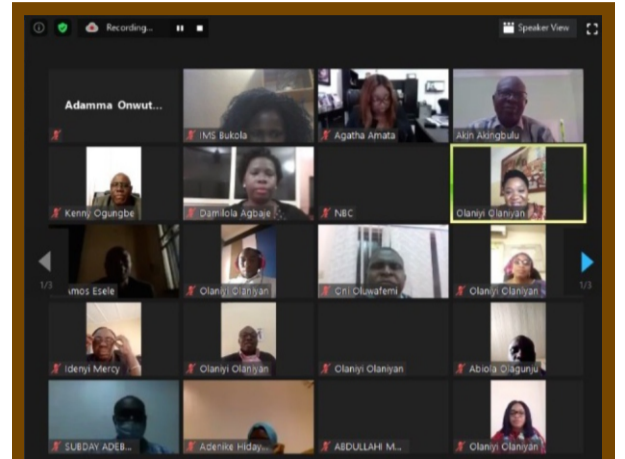 Recording...
Speaker View
Adamma Onwut...
IMS Bukola
Agatha Amata
Akin Akingbulu
Kenny Ogungbe
Damilola Agbaje
NBC
Olaniyi Olaniyan
Amos Esele
Olaniyi Olaniyan
Oni Oluwafemi
Olaniyi Olaniyan
1/3
1/3
Idenyi Mercy
Olaniyi Olaniyan
Olaniyi Olaniyan
Abiola Olagunju
SUBDAY ADEB...
Adenike Hiday...
ABDULLAHI M...
Olaniyi Olaniyan